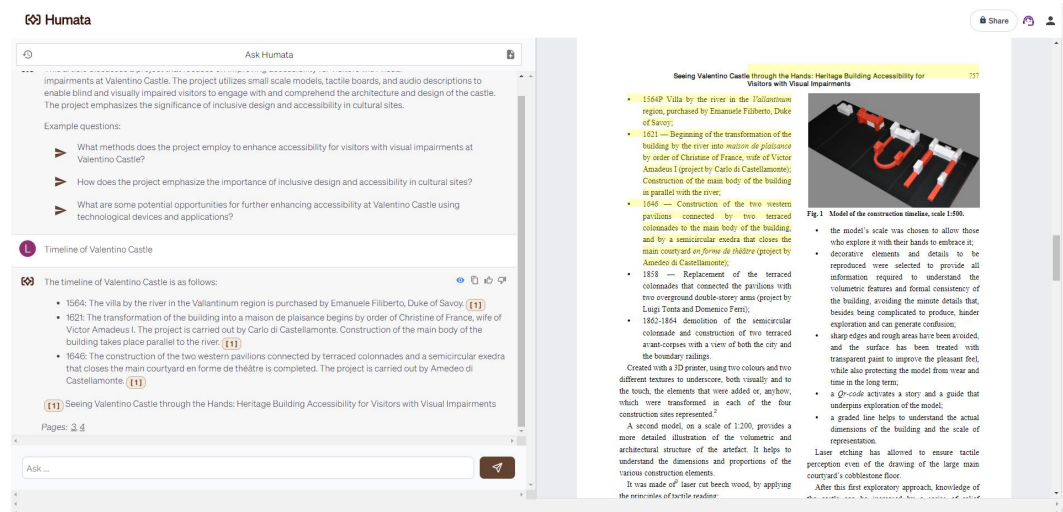 Humata
Share
Ask Humata
impairments at Valentino Castle. The project utilizes small scale models, tactile boards, and audio descriptions to
enable blind and visually impaired visitors to engage with and comprehend the architecture and design of the castle.
The project emphasizes the significance of inclusive design and accessibility in cultural sites.
Example questions:
What methods does the project employ to enhance accessibility for visitors with visual impairments at
Valentino Castle?
How does the project emphasize the importance of inclusive design and accessibility in cultural sites?
What are some potential opportunities for further enhancing accessibility at Valentino Castle using
technological devices and applications?
L
Timeline of Valentino Castle
The timeline of Valentino Castle is as follows:
• 1564: The villa by the river in the Vallantinum region is purchased by Emanuele Filiberto, Duke of Savoy. [1]
• 1621: The transformation of the building into a maison de plaisance begins by order of Christine of France, wife of
Victor Amadeus I. The project is carried out by Carlo di Castellamonte. Construction of the main body of the
building takes place parallel to the river. [1]
• 1646: The construction of the two western pavilions connected by terraced colonnades and a semicircular exedra
that closes the main courtyard en forme de théâtre is completed. The project is carried out by Amedeo di
Castellamonte. [1]
[1] Seeing Valentino Castle through the Hands: Heritage Building Accessibility for Visitors with Visual Impairments
Pages: 3, 4
Ask ...
Seeing Valentino Castle through the Hands: Heritage Building Accessibility for
Visitors with Visual Impairments
757
• 1564P Villa by the river in the Vallantinum
region, purchased by Emanuele Filiberto, Duke
of Savoy;
• 1621 — Beginning of the transformation of the
building by the river into maison de plaisance
by order of Christine of France, wife of Victor
Amadeus I (project by Carlo di Castellamonte);
Construction of the main body of the building
in parallel with the river;
• 1646 — Construction of the two western
pavilions connected by two terraced
colonnades to the main body of the building,
and by a semicircular exedra that closes the
main courtyard en forme de théâtre (project by
Amedeo di Castellamonte);
• 1858 — Replacement of the terraced
colonnades that connected the pavilions with
two overground double-storey arms (project by
Luigi Tonta and Domenico Ferri);
• 1862-1864 demolition of the semicircular
colonnade and construction of two terraced
avant-corpses with a view of both the city and
the boundary railings.
Created with a 3D printer, using two colours and two
different textures to underscore, both visually and to
the touch, the elements that were added or, anyhow,
which were transformed in each of the four
construction sites represented.2
A second model, on a scale of 1:200, provides a
more detailed illustration of the volumetric and
architectural structure of the artefact. It helps to
understand the dimensions and proportions of the
various construction elements.
It was made of laser cut beech wood, by applying
the principles of tactile reading:
Fig. 1 Model of the construction timeline, scale 1:500.
• the model's scale was chosen to allow those
who explore it with their hands to embrace it;
• decorative elements and details to be
reproduced were selected to provide all
information required to understand the
volumetric features and formal consistency of
the building, avoiding the minute details that,
besides being complicated to produce, hinder
exploration and can generate confusion;
• sharp edges and rough areas have been avoided,
and the surface has been treated with
transparent paint to improve the pleasant feel,
while also protecting the model from wear and
time in the long term;
• a Qr-code activates a story and a guide that
underpins exploration of the model;
• a graded line helps to understand the actual
dimensions of the building and the scale of
representation.
Laser etching has allowed to ensure tactile
perception even of the drawing of the large main
courtyard's cobblestone floor.
After this first exploratory approach, knowledge of